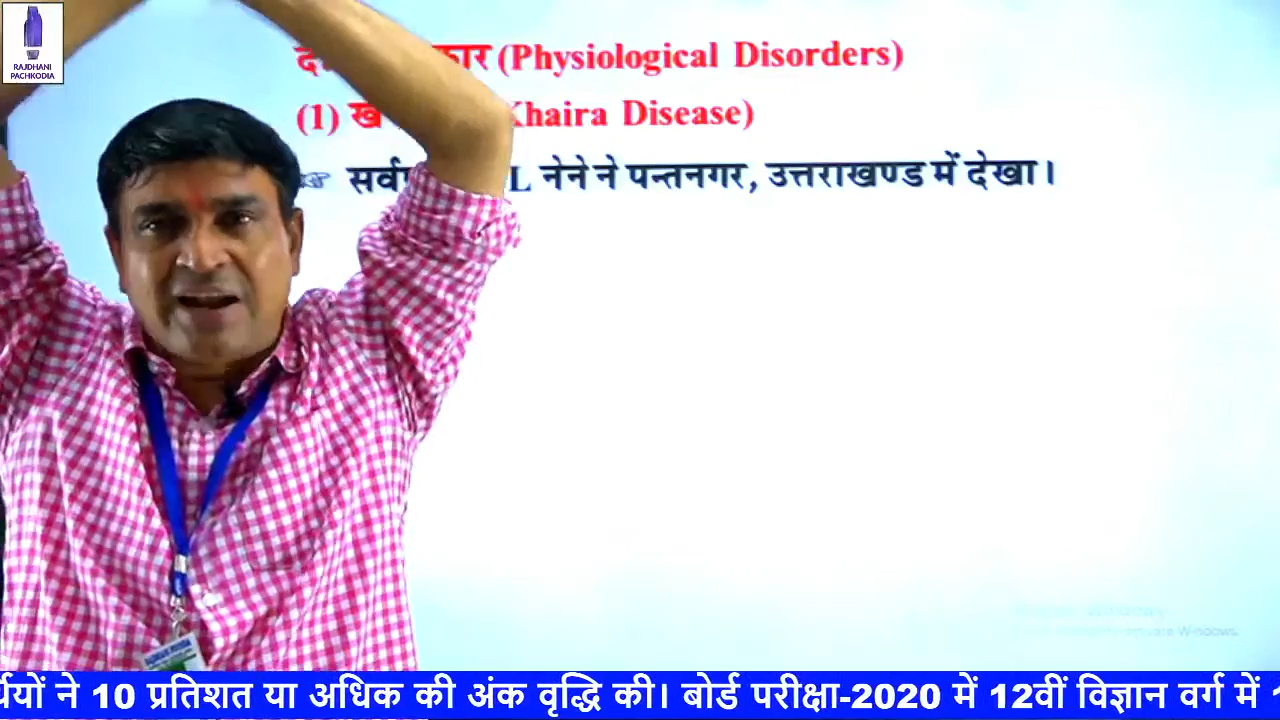 RAJDHANI
PACHKODIA
(Physiological Disorders)
(1) Khaira Disease)
☞ L नेने ने पन्तनगर, उत्तराखण्ड में देखा।
ने 10 प्रतिशत या अधिक की अंक वृद्धि की। बोर्ड परीक्षा-2020 में 12वीं विज्ञान वर्ग में